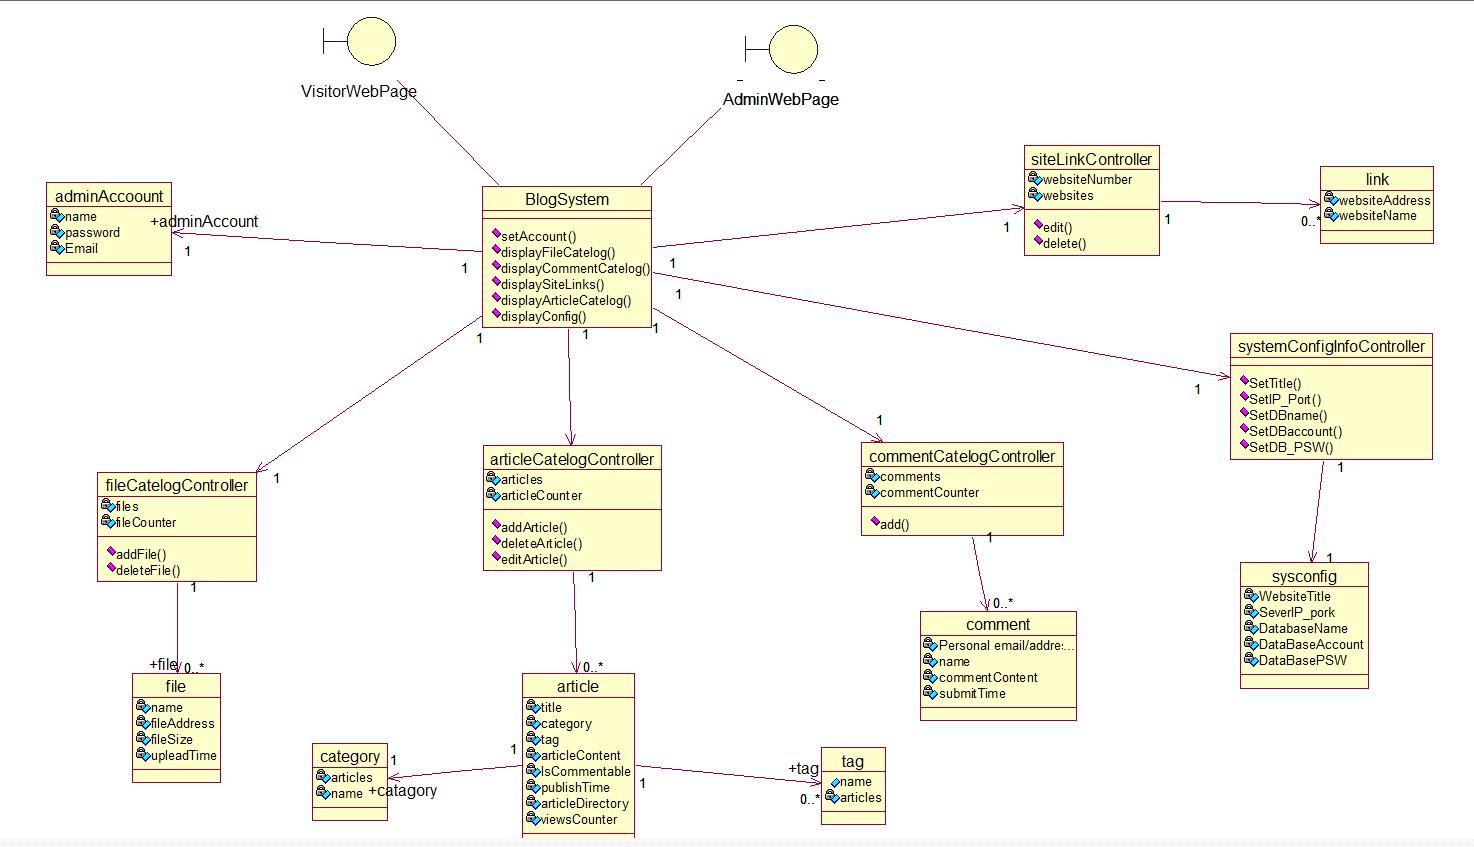 VisitorWebPage
AdminWebPage
adminAccoount
name
password
Email
+adminAccount
1
1
BlogSystem
setAccount()
displayFileCatelog()
displayCommentCatelog()
displaySiteLinks()
displayArticleCatelog()
displayConfig()
1
1
1
1
1
siteLinkController
websiteNumber
websites
edit()
delete()
1
1
link
websiteAddress
websiteName
0..*
systemConfigInfoController
SetTitle()
SetIP_Port()
SetDBname()
SetDBaccount()
SetDB_PSW()
1
1
fileCatelogController
files
fileCounter
addFile()
deleteFile()
1
1
articleCatelogController
articles
articleCounter
addArticle()
deleteArticle()
editArticle()
1
commentCatelogController
comments
commentCounter
add()
1
1
sysconfig
WebsiteTitle
SeverIP_pork
DatabaseName
DataBaseAccount
DataBasePSW
1
comment
Personal email/addre:...
name
commentContent
submitTime
0..*
+file
0..*
file
name
fileAddress
fileSize
uploadTime
0..*
article
title
category
tag
articleContent
IsCommentable
publishTime
articleDirectory
viewsCounter
1
1
category
articles
name
1
+catagory
+tag
0..*
tag
name
articles